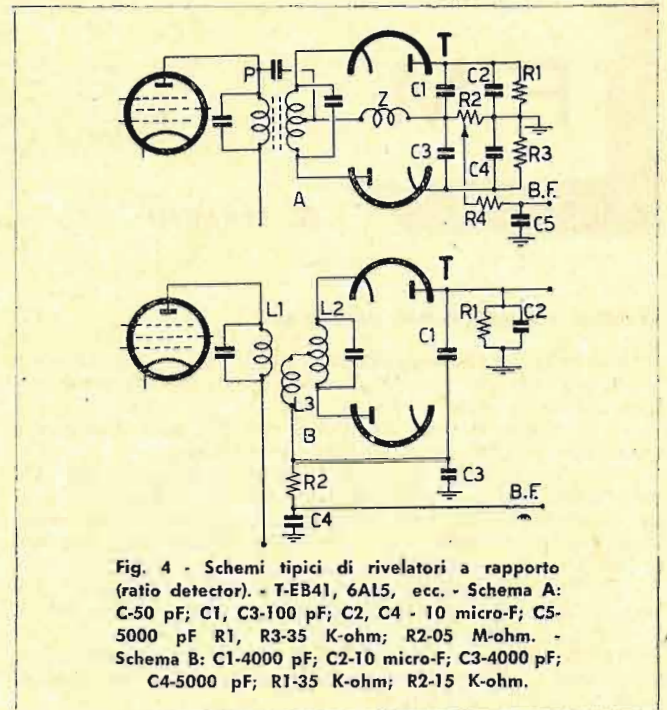 T
P
C1
C2
R1
Z
R2
C3
C4
R3
A
B.F.
R4
C5
T
L1
L2
R1
C2
C1
L3
B
C3
R2
B.F.
C4
Fig. 4 - Schemi tipici di rivelatori a rapporto
(ratio detector). - T-EB41, 6AL5, ecc. - Schema A:
C-50 pF; C1, C3-100 pF; C2, C4 - 10 micro-F; C5-
5000 pF R1, R3-35 K-ohm; R2-05 M-ohm. -
Schema B: C1-4000 pF; C2-10 micro-F; C3-4000 pF;
C4-5000 pF; R1-35 K-ohm; R2-15 K-ohm.